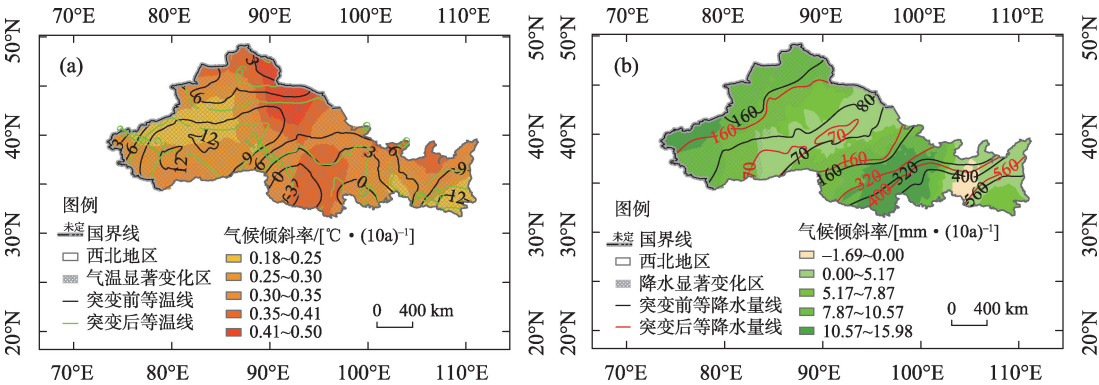 70°E 80°E 90°E 100°E 110°E
50°N 40°N 30°N 20°N
(a)
3
6
12
12
3
6
9
6
0
-3
3
0
6
9
12
图例
未定 国界线
西北地区
气温显著变化区
突变前等温线
突变后等温线
气候倾斜率/[℃·(10a)⁻¹]
0.18~0.25
0.25~0.30
0.30~0.35
0.35~0.41
0.41~0.50
0 400 km
70°E 80°E 90°E 100°E 110°E
70°E 80°E 90°E 100°E 110°E
50°N 40°N 30°N 20°N
(b)
160
160
80
70
70
70
160
160
320
320
400
400
560
560
图例
未定 国界线
西北地区
降水显著变化区
突变前等降水量线
突变后等降水量线
气候倾斜率/[mm·(10a)⁻¹]
−1.69~0.00
0.00~5.17
5.17~7.87
7.87~10.57
10.57~15.98
0 400 km
70°E 80°E 90°E 100°E 110°E
50°N 40°N 30°N 20°N